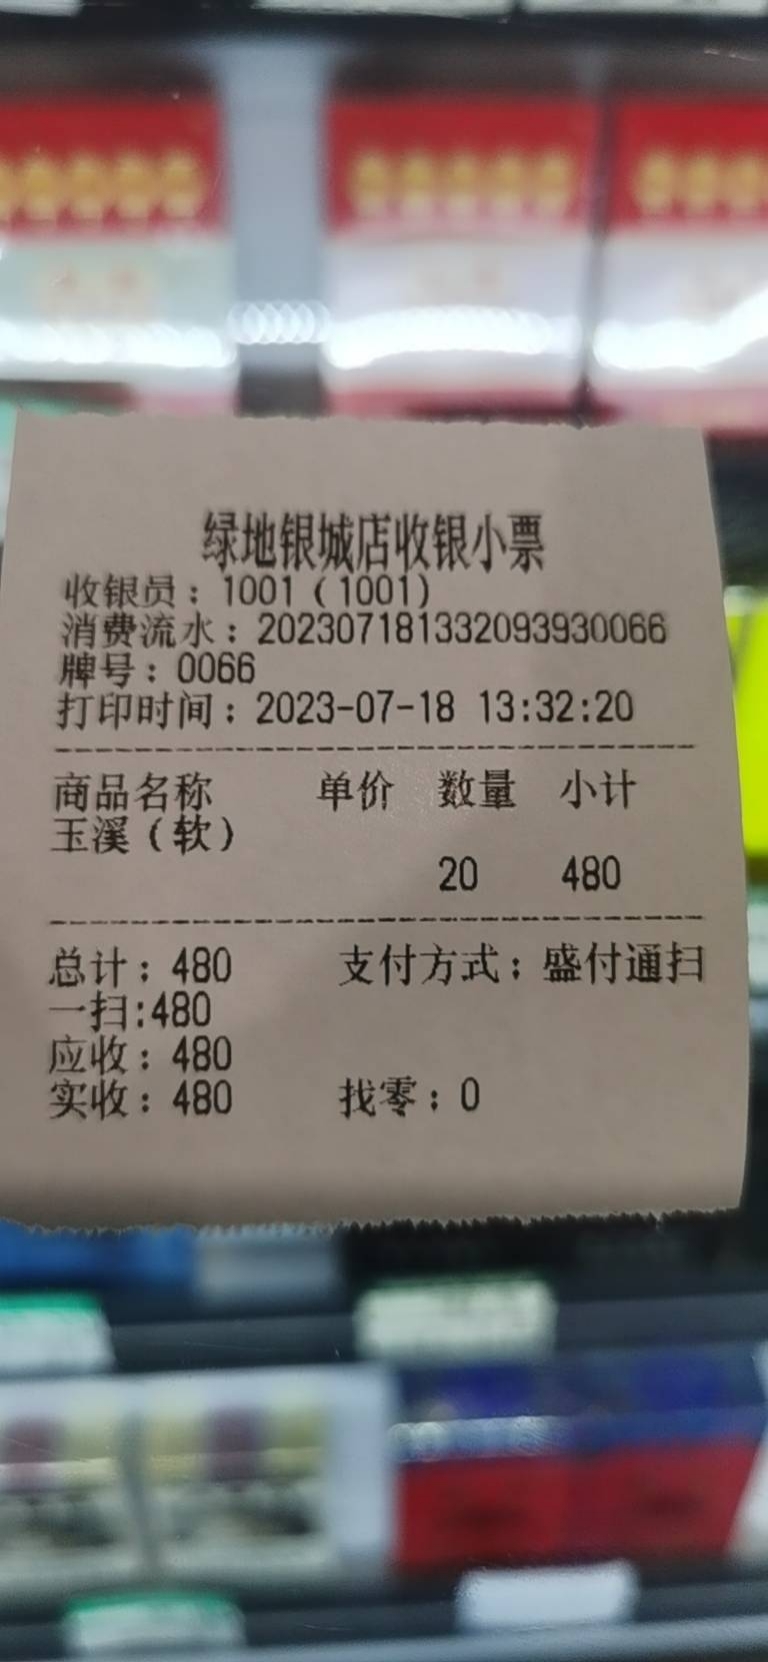 绿地银城店收银小票
收银员：1001（1001）
消费流水：202307181332093930066
牌号：0066
打印时间：2023-07-18 13:32:20
商品名称 单价 数量 小计
玉溪（软）
20 480
总计：480 支付方式：盛付通扫
一扫:480
应收：480
实收：480 找零：0